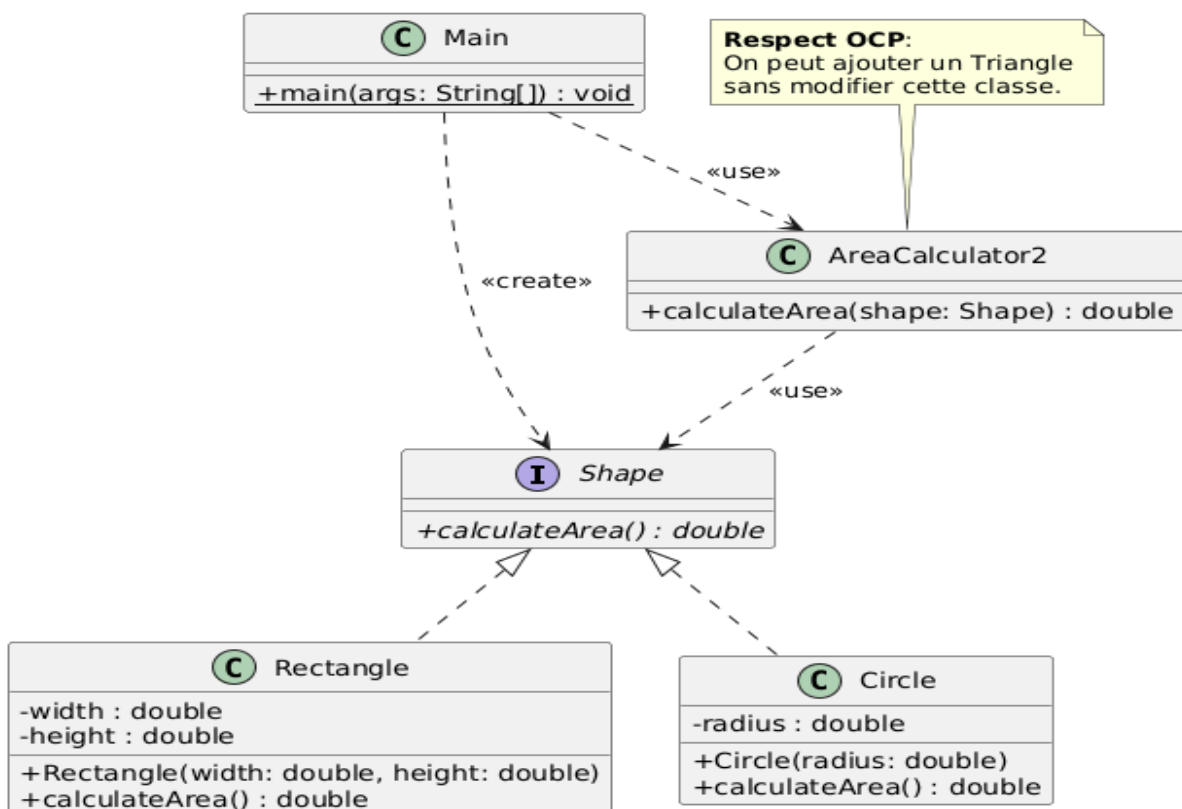 C Main
+main(args: String[]) : void
Respect OCP:
On peut ajouter un Triangle
sans modifier cette classe.
«use»
C AreaCalculator2
+calculateArea(shape: Shape) : double
«create»
«use»
I Shape
+calculateArea() : double
C Rectangle
-width : double
-height : double
+Rectangle(width: double, height: double)
+calculateArea() : double
C Circle
-radius : double
+Circle(radius: double)
+calculateArea() : double